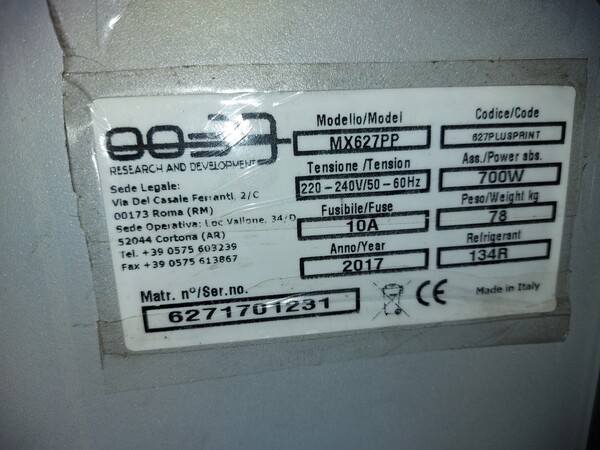 RESEARCH AND DEVELOPMENT
Sede Legale:
Via Del Casale Ferranti, 2/C
00173 Roma (RM)
Sede Operativa: Loc Vallone, 34/D
52044 Cortona (AR)
Tel. +39 0575 603239
Fax +39 0575 613867
Matr. n°/Ser.no.
6271701231
Modello/Model
MX627PP
Tensione /Tension
220-240V/50-60Hz
Fusibile/Fuse
10A
Anno/Year
2017
Codice/Code
627PLUSPRINT
Ass./Power abs.
700W
Peso/Weight kg
78
Refrigerant
134R
CE
Made in Italy